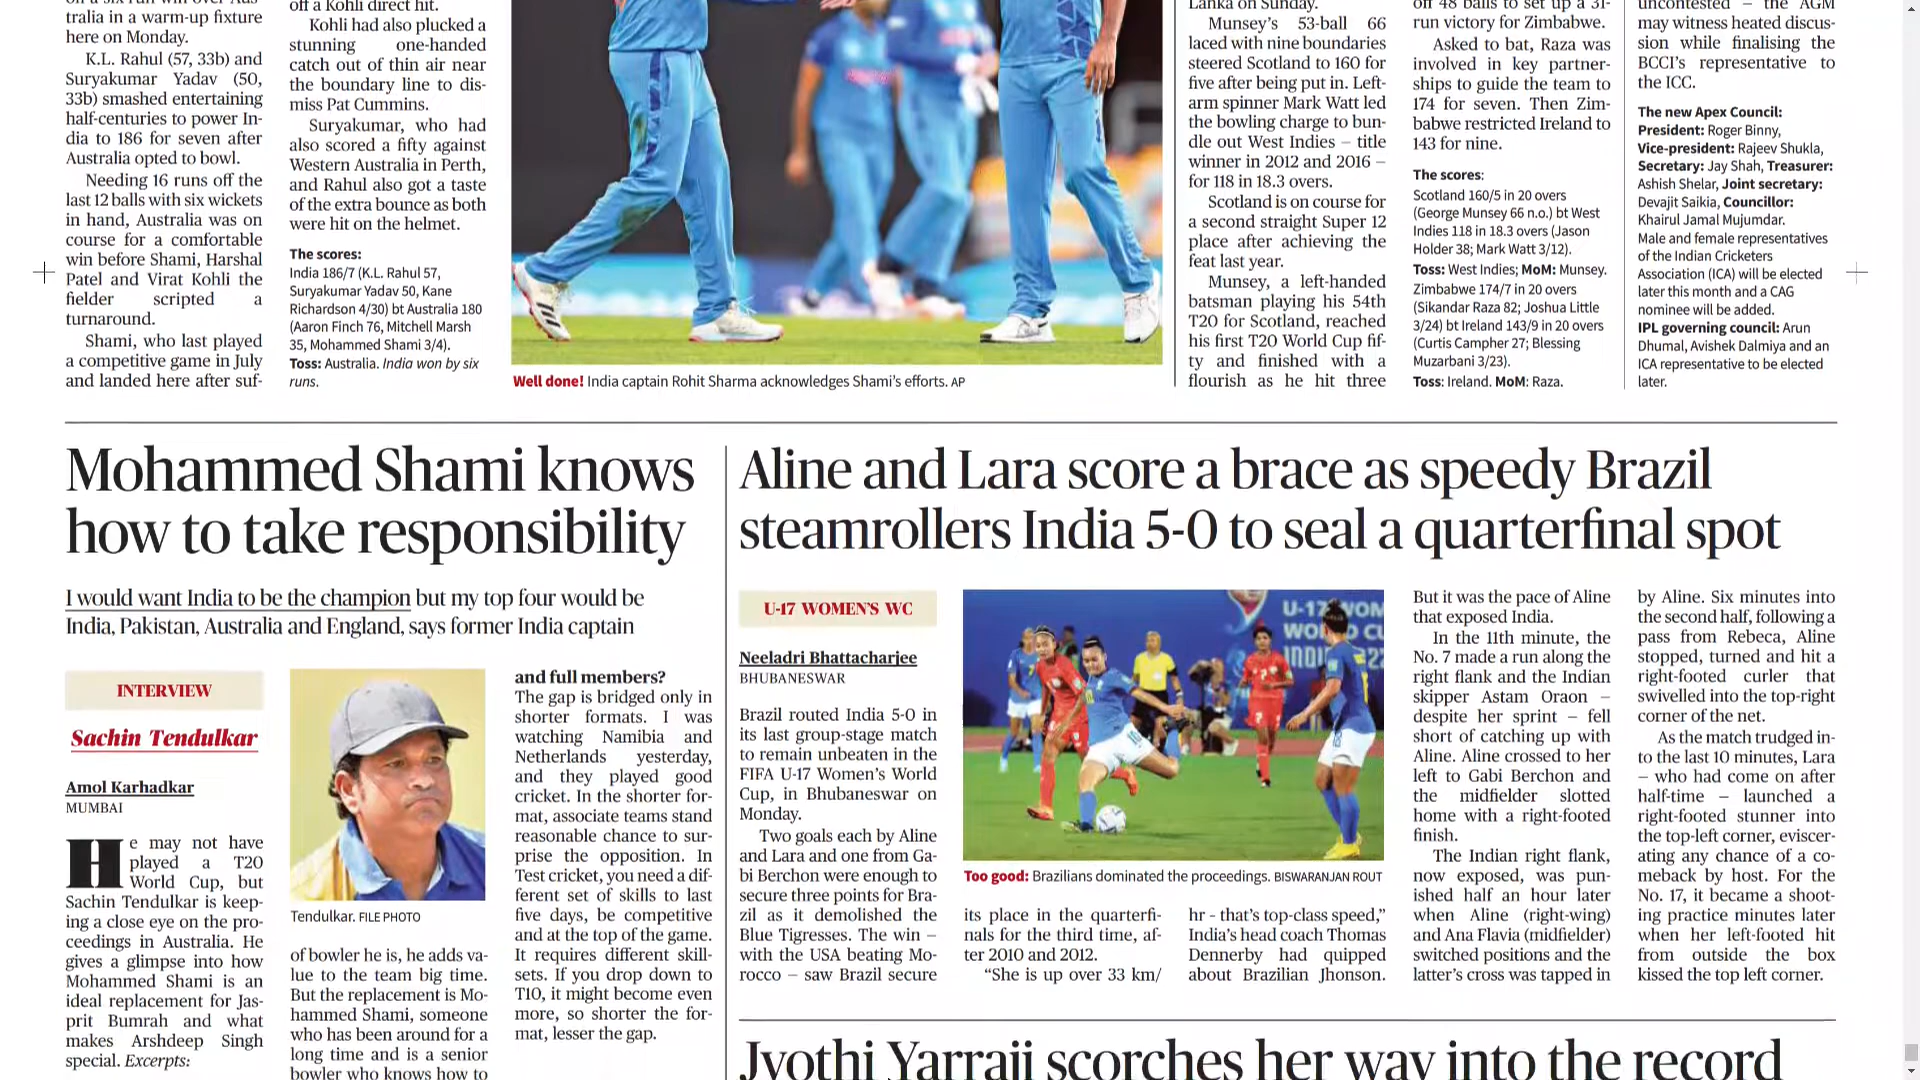 on a six-run win over Aus-
tralia in a warm-up fixture
here on Monday.
K.L. Rahul (57, 33b) and
Suryakumar Yadav (50,
33b) smashed entertaining
half-centuries to power In-
dia to 186 for seven after
Australia opted to bowl.
Needing 16 runs off the
last 12 balls with six wickets
in hand, Australia was on
course for a comfortable
win before Shami, Harshal
Patel and Virat Kohli the
fielder scripted a
turnaround.
Shami, who last played
a competitive game in July
and landed here after suf-
off a Kohli direct hit.
Kohli had also plucked a
stunning one-handed
catch out of thin air near
the boundary line to dis-
miss Pat Cummins.
Suryakumar, who had
also scored a fifty against
Western Australia in Perth,
and Rahul also got a taste
of the extra bounce as both
were hit on the helmet.
The scores:
India 186/7 (K.L. Rahul 57,
Suryakumar Yadav 50, Kane
Richardson 4/30) bt Australia 180
(Aaron Finch 76, Mitchell Marsh
35, Mohammed Shami 3/4).
Toss: Australia. India won by six
runs.
Well done! India captain Rohit Sharma acknowledges Shami's efforts. AP
Lanka on Sunday.
Munsey's 53-ball 66
laced with nine boundaries
steered Scotland to 160 for
five after being put in. Left-
arm spinner Mark Watt led
the bowling charge to bun-
dle out West Indies – title
winner in 2012 and 2016 –
for 118 in 18.3 overs.
Scotland is on course for
a second straight Super 12
place after achieving the
feat last year.
Munsey, a left-handed
batsman playing his 54th
T20 for Scotland, reached
his first T20 World Cup fif-
ty and finished with a
flourish as he hit three
off 48 balls to set up a 31-
run victory for Zimbabwe.
Asked to bat, Raza was
involved in key partner-
ships to guide the team to
174 for seven. Then Zim-
babwe restricted Ireland to
143 for nine.
The scores:
Scotland 160/5 in 20 overs
(George Munsey 66 n.o.) bt West
Indies 118 in 18.3 overs (Jason
Holder 38; Mark Watt 3/12).
Toss: West Indies; MoM: Munsey.
Zimbabwe 174/7 in 20 overs
(Sikandar Raza 82; Joshua Little
3/24) bt Ireland 143/9 in 20 overs
(Curtis Campher 27; Blessing
Muzarbani 3/23).
Toss: Ireland. MoM: Raza.
uncontested – the AGM
may witness heated discus-
sion while finalising the
BCCI's representative to
the ICC.
The new Apex Council:
President: Roger Binny,
Vice-president: Rajeev Shukla,
Secretary: Jay Shah, Treasurer:
Ashish Shelar, Joint secretary:
Devajit Saikia, Councillor:
Khairul Jamal Mujumdar.
Male and female representatives
of the Indian Cricketers
Association (ICA) will be elected
later this month and a CAG
nominee will be added.
IPL governing council: Arun
Dhumal, Avishek Dalmiya and an
ICA representative to be elected
later.
Mohammed Shami knows
how to take responsibility
I would want India to be the champion but my top four would be
India, Pakistan, Australia and England, says former India captain
INTERVIEW
Sachin Tendulkar
Amol Karhadkar
MUMBAI
He may not have
played a T20
World Cup, but
Sachin Tendulkar is keep-
ing a close eye on the pro-
ceedings in Australia. He
gives a glimpse into how
Mohammed Shami is an
ideal replacement for Jas-
prit Bumrah and what
makes Arshdeep Singh
special. Excerpts:
Tendulkar. FILE PHOTO
of bowler he is, he adds va-
lue to the team big time.
But the replacement is Mo-
hammed Shami, someone
who has been around for a
long time and is a senior
bowler who knows how to
and full members?
The gap is bridged only in
shorter formats. I was
watching Namibia and
Netherlands yesterday,
and they played good
cricket. In the shorter for-
mat, associate teams stand
reasonable chance to sur-
prise the opposition. In
Test cricket, you need a dif-
ferent set of skills to last
five days, be competitive
and at the top of the game.
It requires different skill-
sets. If you drop down to
T10, it might become even
more, so shorter the for-
mat, lesser the gap.
Aline and Lara score a brace as speedy Brazil
steamrollers India 5-0 to seal a quarterfinal spot
U-17 WOMEN'S WC
Neeladri Bhattacharjee
BHUBANESWAR
Brazil routed India 5-0 in
its last group-stage match
to remain unbeaten in the
FIFA U-17 Women's World
Cup, in Bhubaneswar on
Monday.
Two goals each by Aline
and Lara and one from Ga-
bi Berchon were enough to
secure three points for Bra-
zil as it demolished the
Blue Tigresses. The win –
with the USA beating Mo-
rocco – saw Brazil secure
U-17 WOM
WORLD CU
INDI 22
Too good: Brazilians dominated the proceedings. BISWARANJAN ROUT
its place in the quarterfi-
nals for the third time, af-
ter 2010 and 2012.
"She is up over 33 km/
hr - that's top-class speed,"
India's head coach Thomas
Dennerby had quipped
about Brazilian Jhonson.
But it was the pace of Aline
that exposed India.
In the 11th minute, the
No. 7 made a run along the
right flank and the Indian
skipper Astam Oraon –
despite her sprint – fell
short of catching up with
Aline. Aline crossed to her
left to Gabi Berchon and
the midfielder slotted
home with a right-footed
finish.
The Indian right flank,
now exposed, was pun-
ished half an hour later
when Aline (right-wing)
and Ana Flavia (midfielder)
switched positions and the
latter's cross was tapped in
by Aline. Six minutes into
the second half, following a
pass from Rebeca, Aline
stopped, turned and hit a
right-footed curler that
swivelled into the top-right
corner of the net.
As the match trudged in-
to the last 10 minutes, Lara
– who had come on after
half-time – launched a
right-footed stunner into
the top-left corner, eviscer-
ating any chance of a co-
meback by host. For the
No. 17, it became a shoot-
ing practice minutes later
when her left-footed hit
from outside the box
kissed the top left corner.
Jyothi Yarraji scorches her way into the record